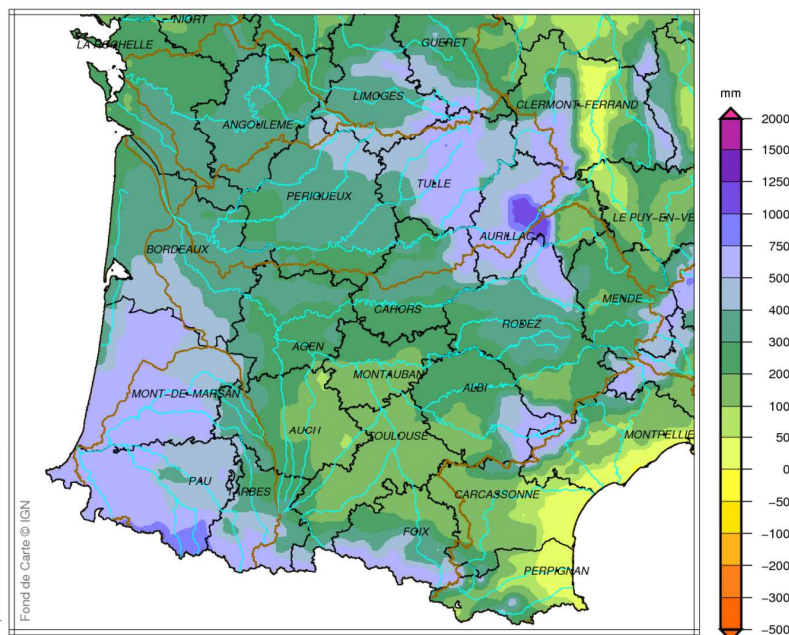 NIORT
LA ROCHELLE
GUERET
LIMOGES
CLERMONT-FERRAND
ANGOULEME
PERIGUEUX
TULLE
LE PUY-EN-VE
AURILLAC
BORDEAUX
MENDE
CAHORS
RODEZ
AGEN
MONTAUBAN
ALBI
MONT-DE-MARSAN
AUCH
TOULOUSE
MONTPELLIE
PAU
TARBES
CARCASSONNE
FOIX
PERPIGNAN
Fond de Carte © IGN
mm
2000
1500
1250
1000
750
500
400
300
200
100
0
-50
-100
-200
-300
-500